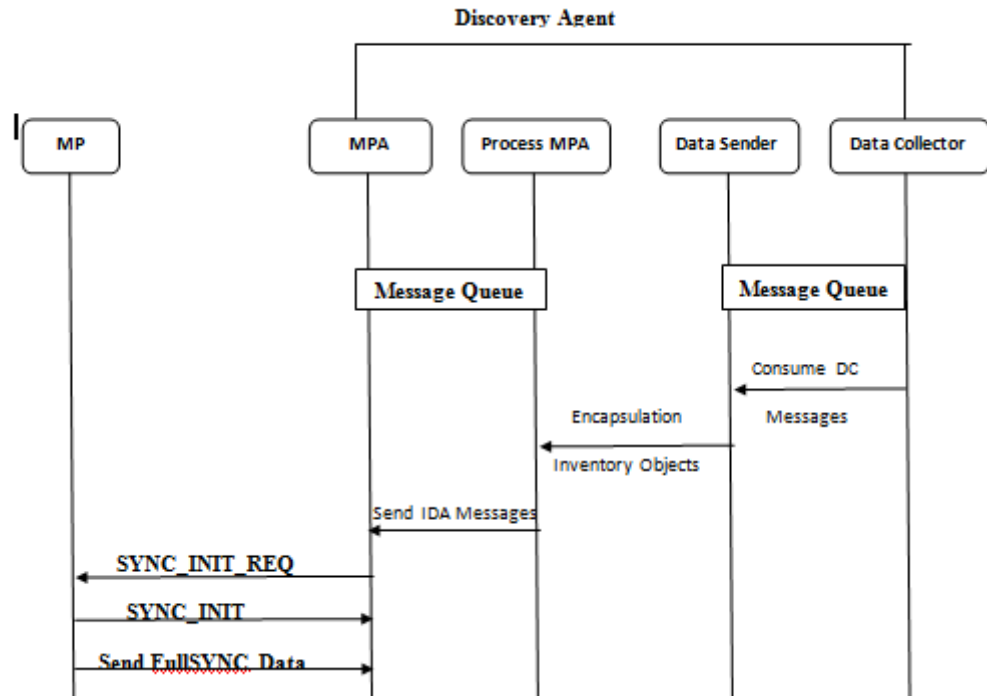 Discovery Agent
MP
MPA
Process MPA
Data Sender
Data Collector
Message Queue
Message Queue
Consume DC
Messages
Encapsulation
Inventory Objects
Send IDA Messages
SYNC_INIT_REQ
SYNC_INIT
Send FullSYNC Data